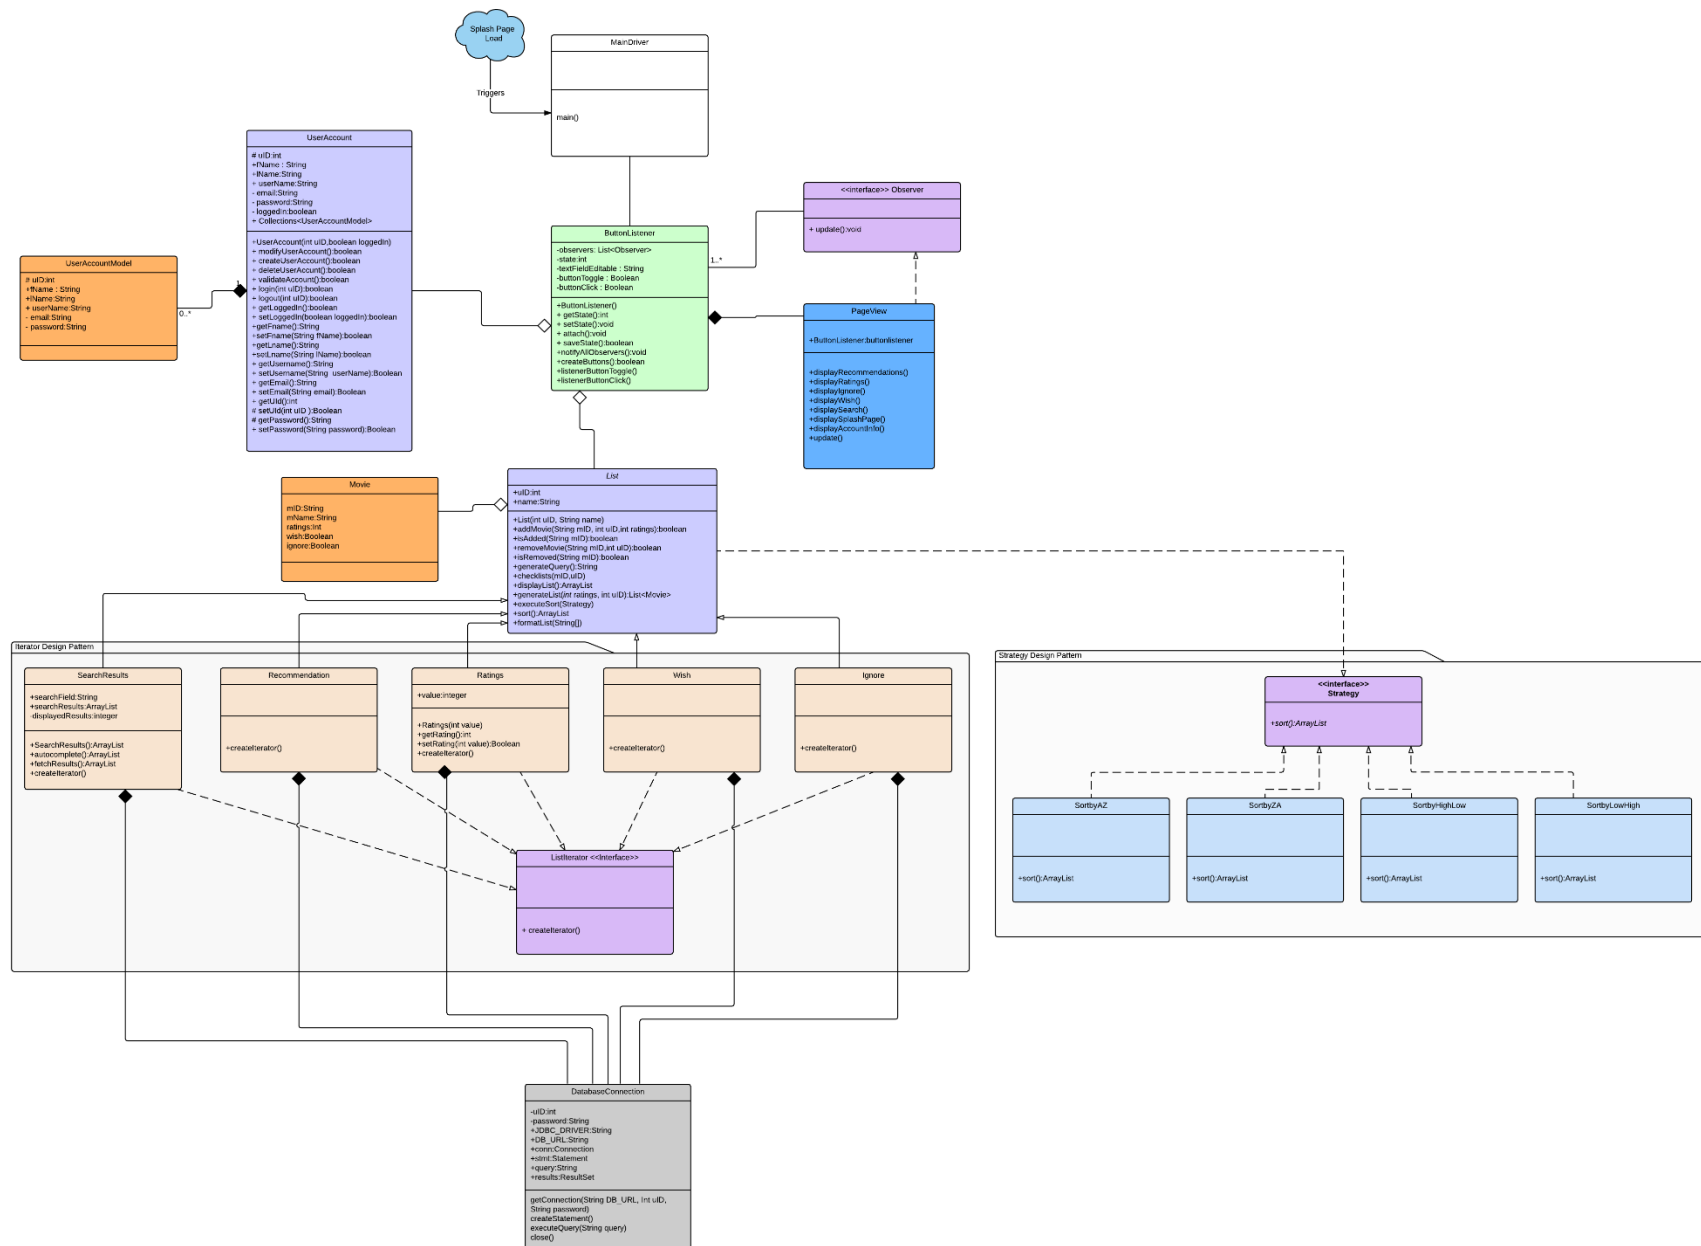 Splash Page
Load
Triggers
MainDriver
main()
UserAccount
# uID:int
+fName : String
+lName:String
+ userName:String
- email:String
- password:String
- loggedIn:boolean
+ Collections<UserAccountModel>
+UserAccount(int uID,boolean loggedIn)
+ modifyUserAccount():boolean
+ createUserAccount():boolean
+ deleteUserAccunt():boolean
+ validateAccount():boolean
+ login(int uID):boolean
+ logout(int uID):boolean
+ getLoggedIn():boolean
+ setLoggedIn(boolean loggedIn):boolean
+getFname():String
+setFname(String fName):boolean
+getLname():String
+setLname(String lName):boolean
+ getUsername():String
+ setUsername(String userName):Boolean
+ getEmail():String
+ setEmail(String email):Boolean
+ getUId():int
# setUId(int uID ):Boolean
# getPassword():String
+ setPassword(String password):Boolean
UserAccountModel
# uID:int
+fName : String
+lName:String
+ userName:String
- email:String
- password:String
1
0..*
ButtonListener
-observers: List<Observer>
-state:int
-textFieldEditable : String
-buttonToggle : Boolean
-buttonClick : Boolean
+ButtonListener()
+ getState():int
+ setState():void
+ attach():void
+ saveState():boolean
+notifyAllObservers():void
+createButtons():boolean
+listenerButtonToggle()
+listenerButtonClick()
1..*
<<interface>> Observer
+ update():void
PageView
+ButtonListener:buttonlistener
+displayRecommendations()
+displayRatings()
+displayIgnore()
+displayWish()
+displaySearch()
+displaySplashPage()
+displayAccountInfo()
+update()
Movie
mID:String
mName:String
ratings:Int
wish:Boolean
ignore:Boolean
List
+uID:int
+name:String
+List(int uID, String name)
+addMovie(String mID, int uID,int ratings):boolean
+isAdded(String mID):boolean
+removeMovie(String mID,int uID):boolean
+isRemoved(String mID):boolean
+generateQuery():String
+checklists(mID,uID)
+displayList():ArrayList
+generateList(int ratings, int uID):List<Movie>
+executeSort(Strategy)
+sort():ArrayList
+formatList(String[])
Iterator Design Pattern
SearchResults
+searchField:String
+searchResults:ArrayList
-displayedResults:integer
+SearchResults():ArrayList
+autocomplete():ArrayList
+fetchResults():ArrayList
+createIterator()
Recommendation
+createIterator()
Ratings
+value:integer
+Ratings(int value)
+getRating():int
+setRating(int value):Boolean
+createIterator()
Wish
+createIterator()
Ignore
+createIterator()
ListIterator <<Interface>>
+ createIterator()
Strategy Design Pattern
<<interface>>
Strategy
+sort():ArrayList
SortbyAZ
+sort():ArrayList
SortbyZA
+sort():ArrayList
SortbyHighLow
+sort():ArrayList
SortbyLowHigh
+sort():ArrayList
DatabaseConnection
-uID:int
-password:String
+JDBC_DRIVER:String
+DB_URL:String
+conn:Connection
+stmt:Statement
+query:String
+results:ResultSet
getConnection(String DB_URL, Int uID,
String password)
createStatement()
executeQuery(String query)
close()